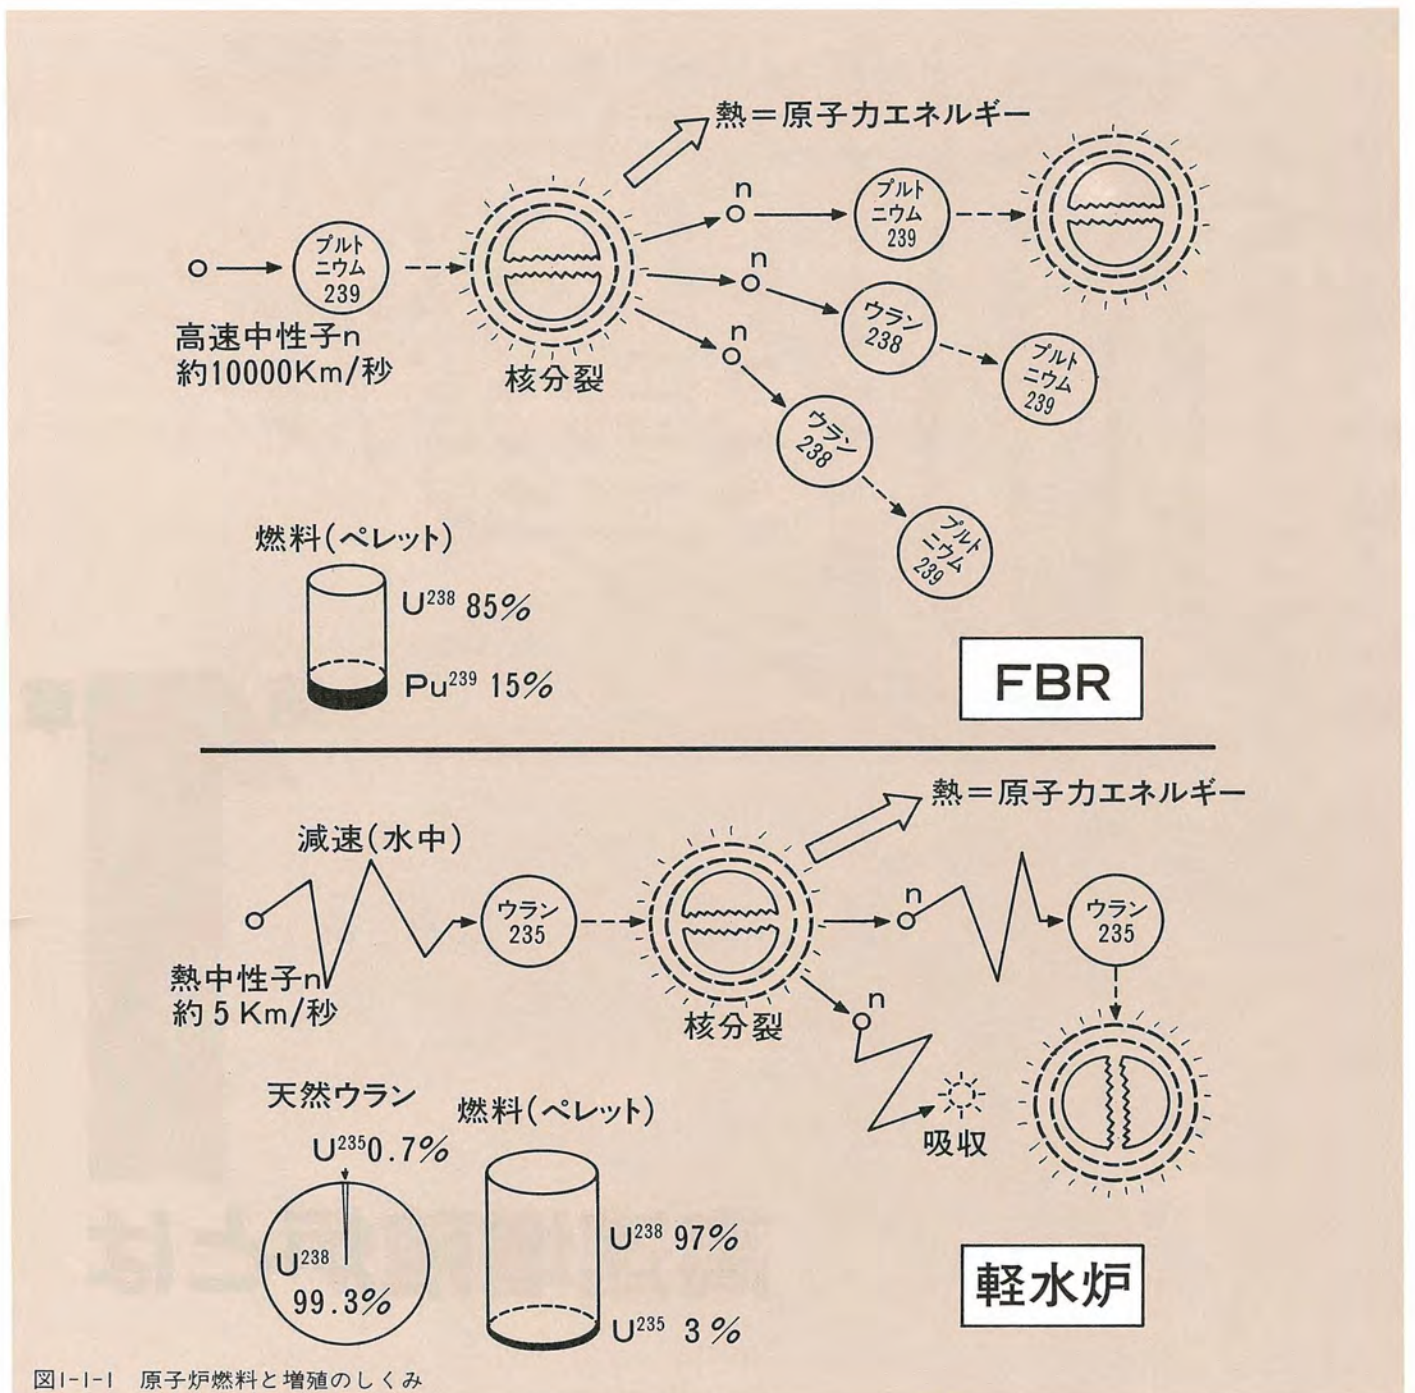 熱＝原子力エネルギー
n
プルト
ニウム
239
プルト
ニウム
239
高速中性子n
約10000Km/秒
核分裂
n
ウラン
238
プルト
ニウム
239
n
ウラン
238
プルト
ニウム
239
燃料(ペレット)
U²³⁸ 85%
Pu²³⁹ 15%
FBR
熱＝原子力エネルギー
減速(水中)
ウラン
235
n
ウラン
235
熱中性子n
約5Km/秒
核分裂
n
吸収
天然ウラン
U²³⁵0.7%
U²³⁸
99.3%
燃料(ペレット)
U²³⁸ 97%
U²³⁵ 3%
軽水炉
図1-1-1 原子炉燃料と増殖のしくみ